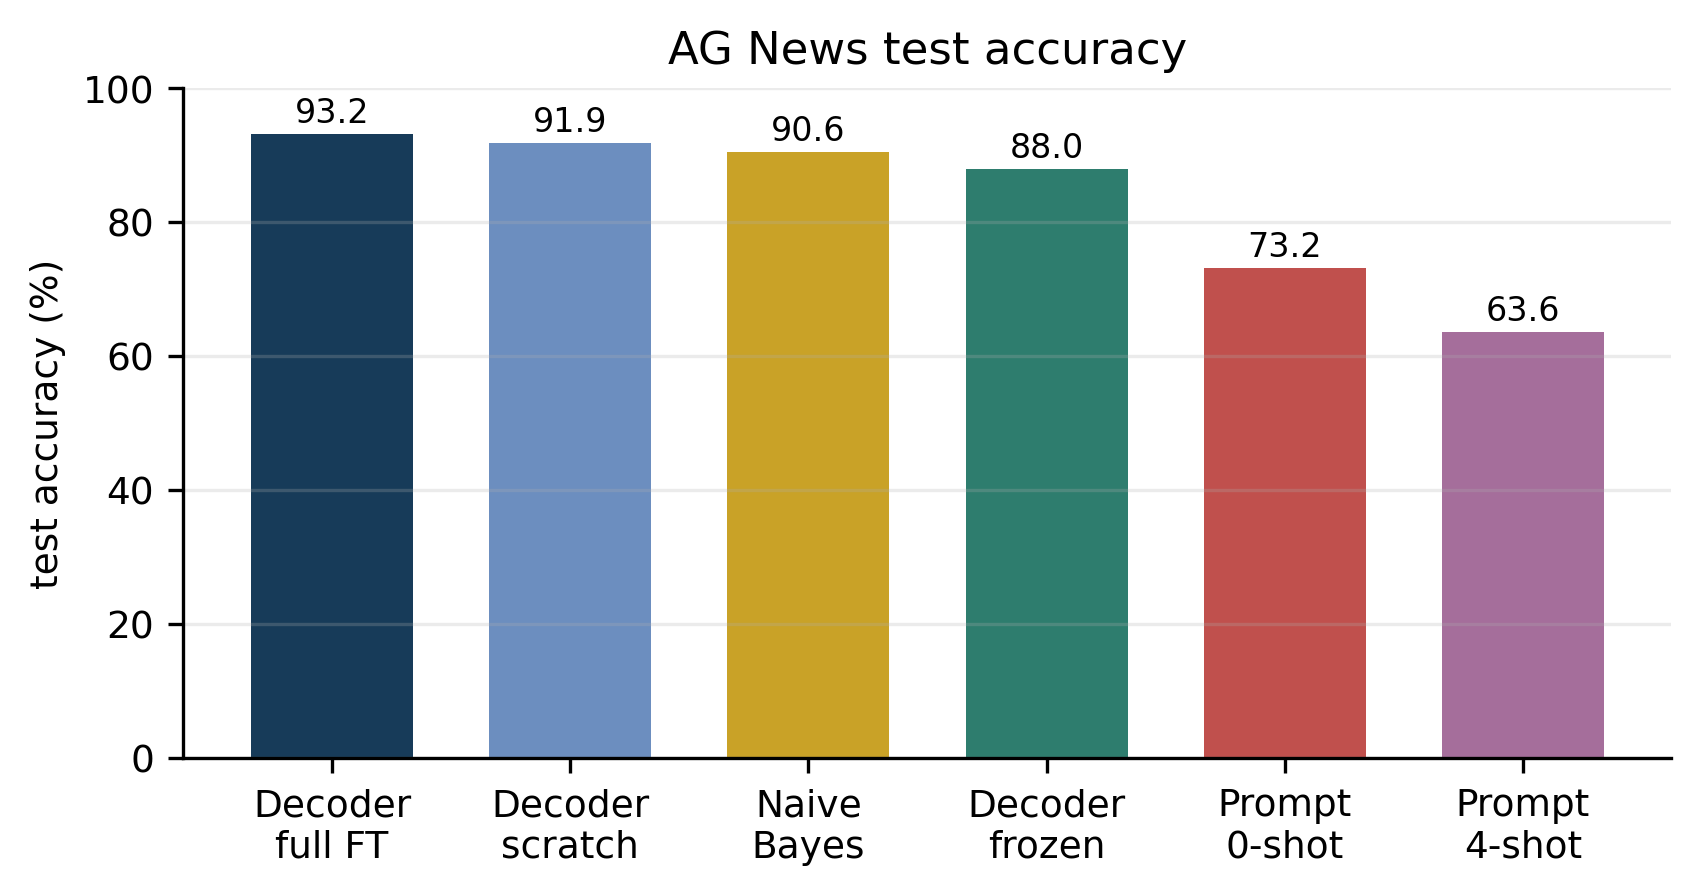 AG News test accuracy
test accuracy (%)
100
80
60
40
20
0
93.2
91.9
90.6
88.0
73.2
63.6
Decoder
full FT
Decoder
scratch
Naive
Bayes
Decoder
frozen
Prompt
0-shot
Prompt
4-shot